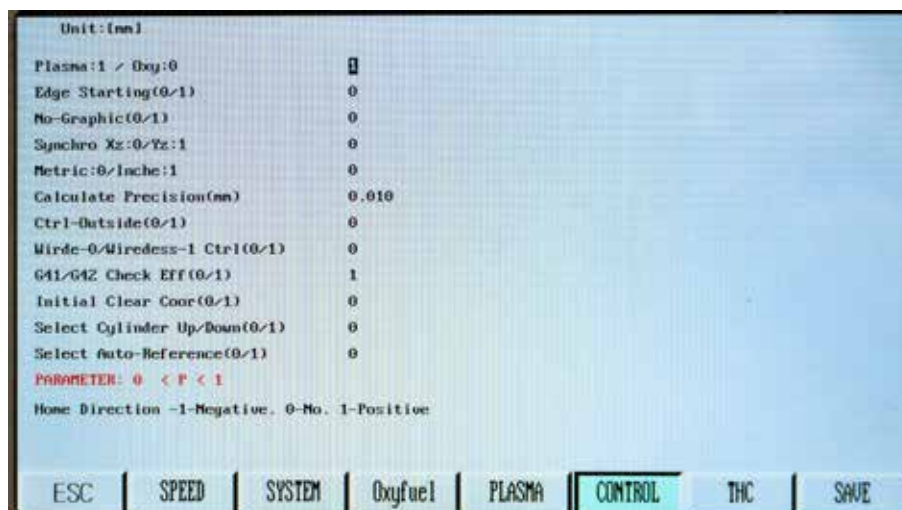 Unit:[mm]
Plasma:1 / Oxy:0 1
Edge Starting(0/1) 0
No-Graphic(0/1) 0
Synchro Xz:0/Yz:1 0
Metric:0/Inche:1 0
Calculate Precision(mm) 0.010
Ctrl-Outside(0/1) 0
Wirde-0/Wiredess-1 Ctrl(0/1) 0
G41/G42 Check Eff(0/1) 1
Initial Clear Coor(0/1) 0
Select Cylinder Up/Down(0/1) 0
Select Auto-Reference(0/1) 0
PARAMETER: 0 < P < 1
Home Direction -1-Negative. 0-No. 1-Positive
ESC SPEED SYSTEM Oxyfuel PLASMA CONTROL THC SAVE